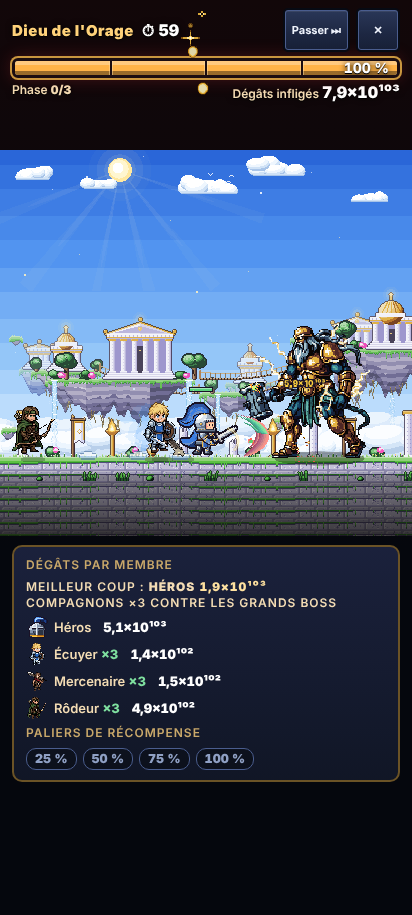 Dieu de l'Orage ⏱ 59
Passer ⏭
×
100 %
Phase 0/3
Dégâts infligés 7,9×10¹⁰³
DÉGÂTS PAR MEMBRE
MEILLEUR COUP : HÉROS 1,9×10¹⁰³
COMPAGNONS ×3 CONTRE LES GRANDS BOSS
Héros 5,1×10¹⁰³
Écuyer ×3 1,4×10¹⁰²
Mercenaire ×3 1,5×10¹⁰²
Rôdeur ×3 4,9×10¹⁰²
PALIERS DE RÉCOMPENSE
25 %
50 %
75 %
100 %